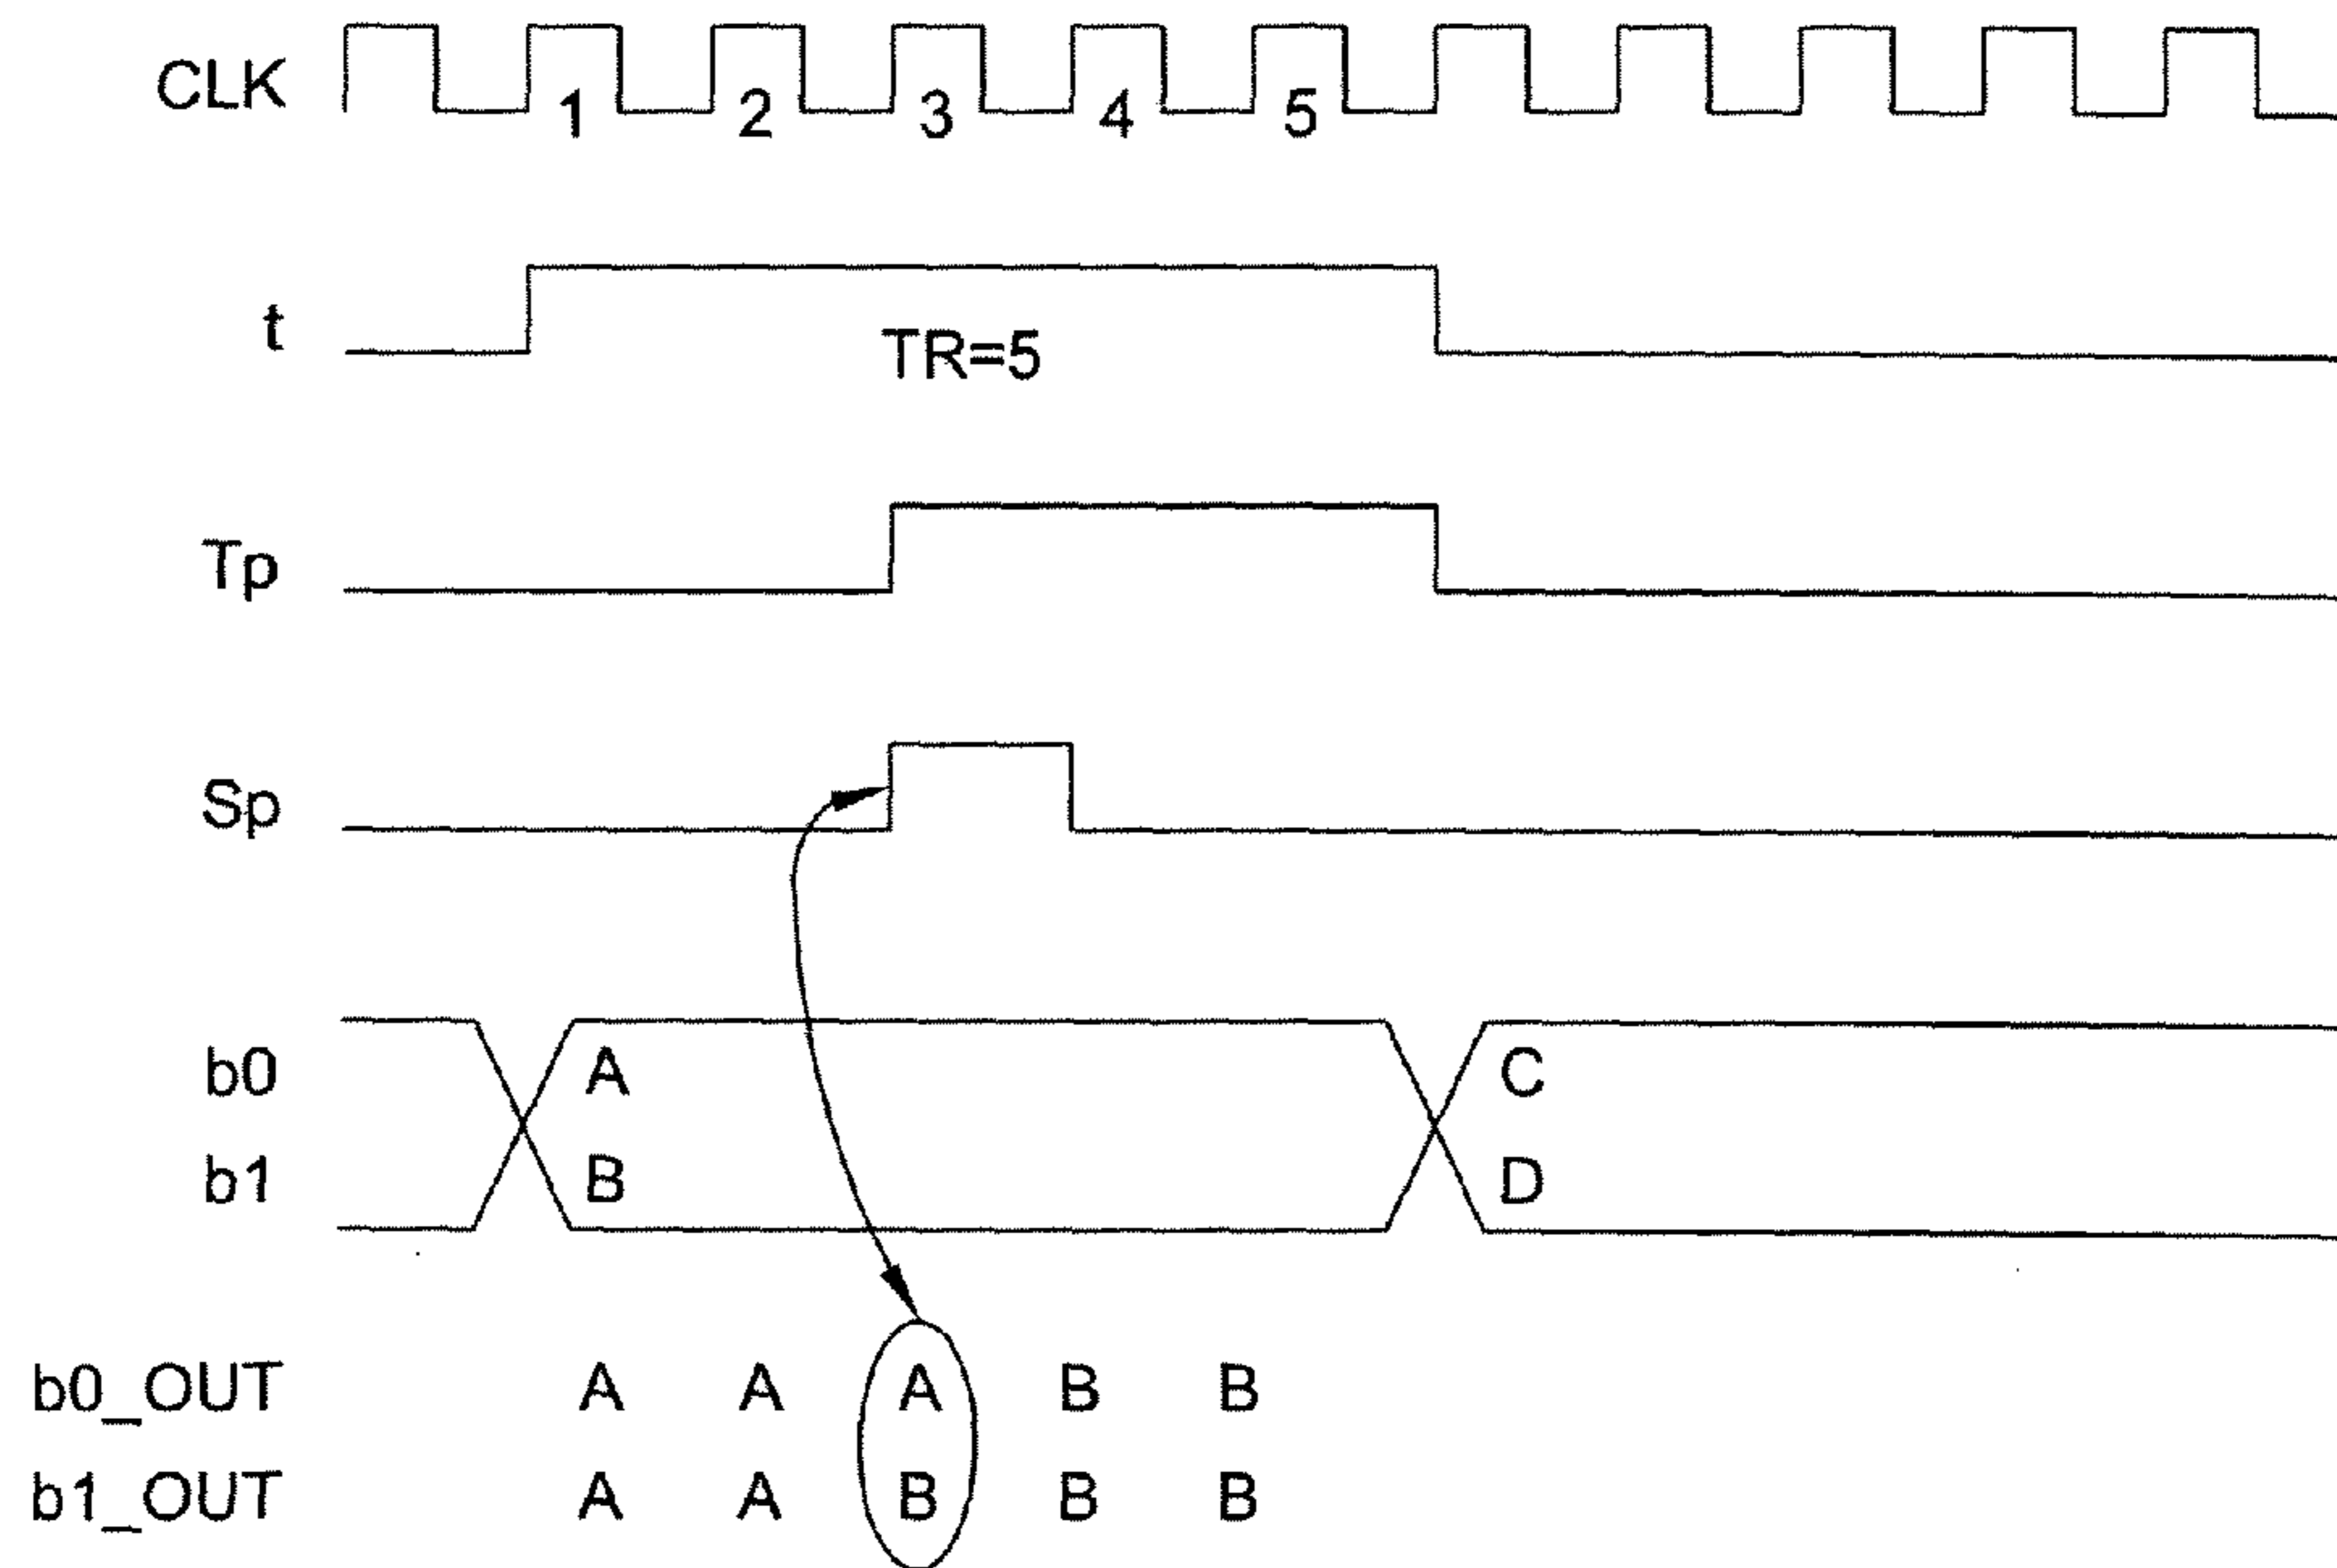 CLK 1 2 3 4 5
t TR=5
Tp
Sp
b0 A C
b1 B D
b0_OUT A A A B B
b1_OUT A A B B B